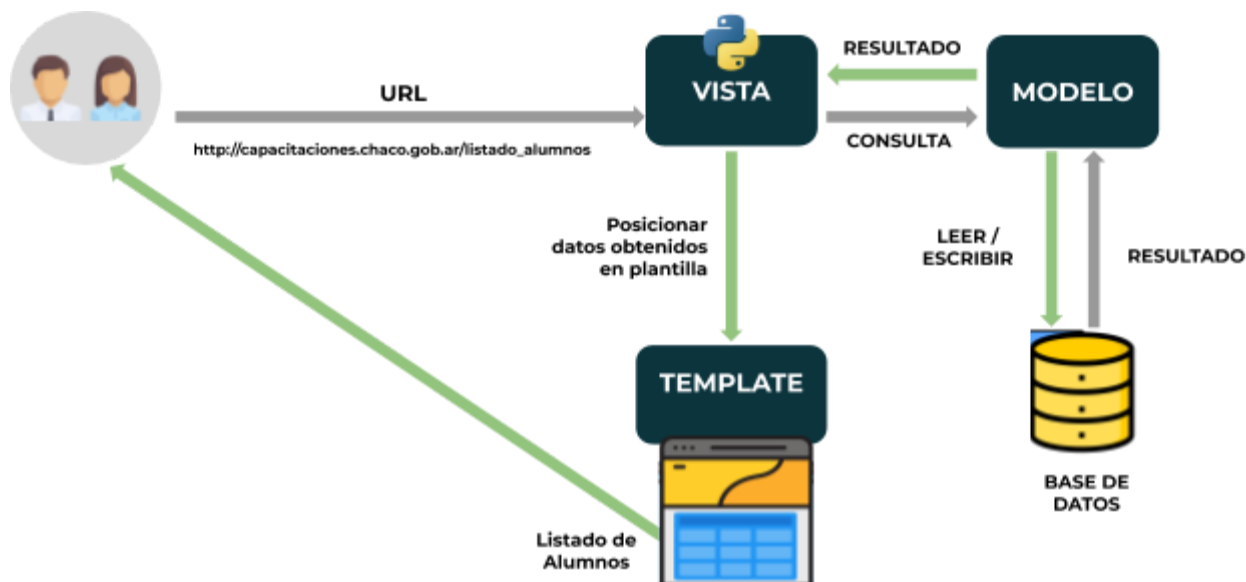 URL
http://capacitaciones.chaco.gob.ar/listado_alumnos
VISTA
RESULTADO
CONSULTA
MODELO
Posicionar
datos obtenidos
en plantilla
LEER /
ESCRIBIR
RESULTADO
TEMPLATE
BASE DE
DATOS
Listado de
Alumnos